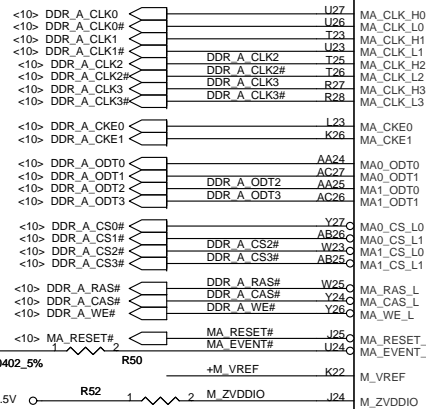 <10> DDR_A_CLK0 U27 MA_CLK_H0
<10> DDR_A_CLK0# U26 MA_CLK_L0
<10> DDR_A_CLK1 T23 MA_CLK_H1
<10> DDR_A_CLK1# U23 MA_CLK_L1
<10> DDR_A_CLK2 DDR_A_CLK2 T25 MA_CLK_H2
<10> DDR_A_CLK2# DDR_A_CLK2# T26 MA_CLK_L2
<10> DDR_A_CLK3 DDR_A_CLK3 R27 MA_CLK_H3
<10> DDR_A_CLK3# DDR_A_CLK3# R28 MA_CLK_L3
<10> DDR_A_CKE0 L23 MA_CKE0
<10> DDR_A_CKE1 K26 MA_CKE1
<10> DDR_A_ODT0 AA24 MA0_ODT0
<10> DDR_A_ODT1 AC27 MA0_ODT1
<10> DDR_A_ODT2 DDR_A_ODT2 AA25 MA1_ODT0
<10> DDR_A_ODT3 DDR_A_ODT3 AC26 MA1_ODT1
<10> DDR_A_CS0# Y27 MA0_CS_L0
<10> DDR_A_CS1# AB26 MA0_CS_L1
<10> DDR_A_CS2# DDR_A_CS2# W23 MA1_CS_L0
<10> DDR_A_CS3# DDR_A_CS3# AB25 MA1_CS_L1
<10> DDR_A_RAS# DDR_A_RAS# W25 MA_RAS_L
<10> DDR_A_CAS# DDR_A_CAS# Y24 MA_CAS_L
<10> DDR_A_WE# DDR_A_WE# Y26 MA_WE_L
<10> MA_RESET# MA_RESET# J25 MA_RESET_
1 2 MA_EVENT# U24 MA_EVENT_
0402_5% R50
+M_VREF K22 M_VREF
.5V R52 1 2 M_ZVDDIO J24 M_ZVDDIO